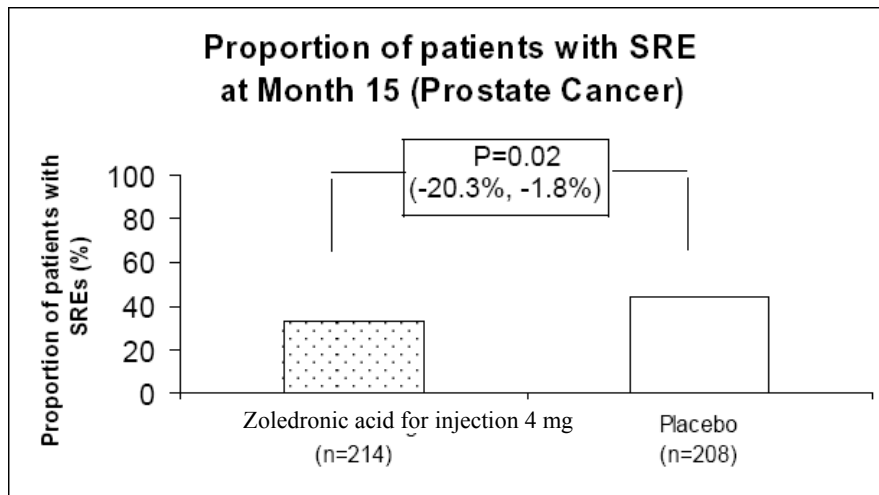 Proportion of patients with SRE
at Month 15 (Prostate Cancer)
P=0.02
(-20.3%, -1.8%)
Proportion of patients with
SREs (%)
100
80
60
40
20
0
Zoledronic acid for injection 4 mg
(n=214)
Placebo
(n=208)